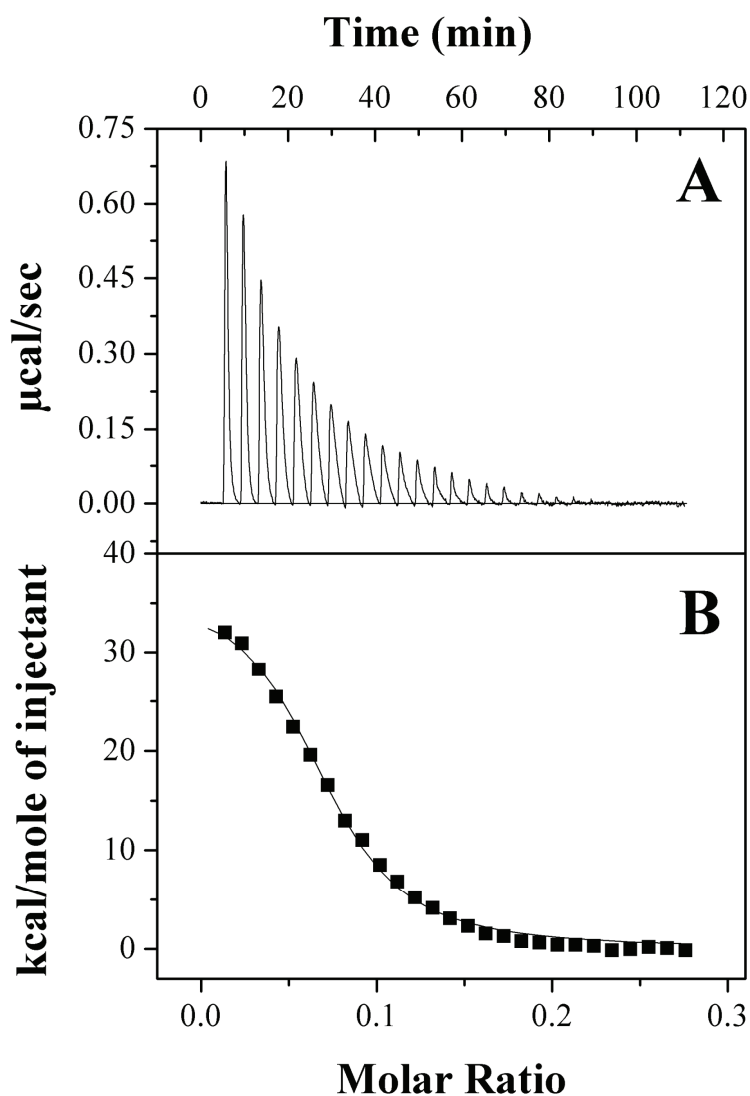 Time (min)
0 20 40 60 80 100 120
A
0.75
0.60
0.45
0.30
0.15
0.00
µcal/sec
B
40
30
20
10
0
kcal/mole of injectant
0.0 0.1 0.2 0.3
Molar Ratio